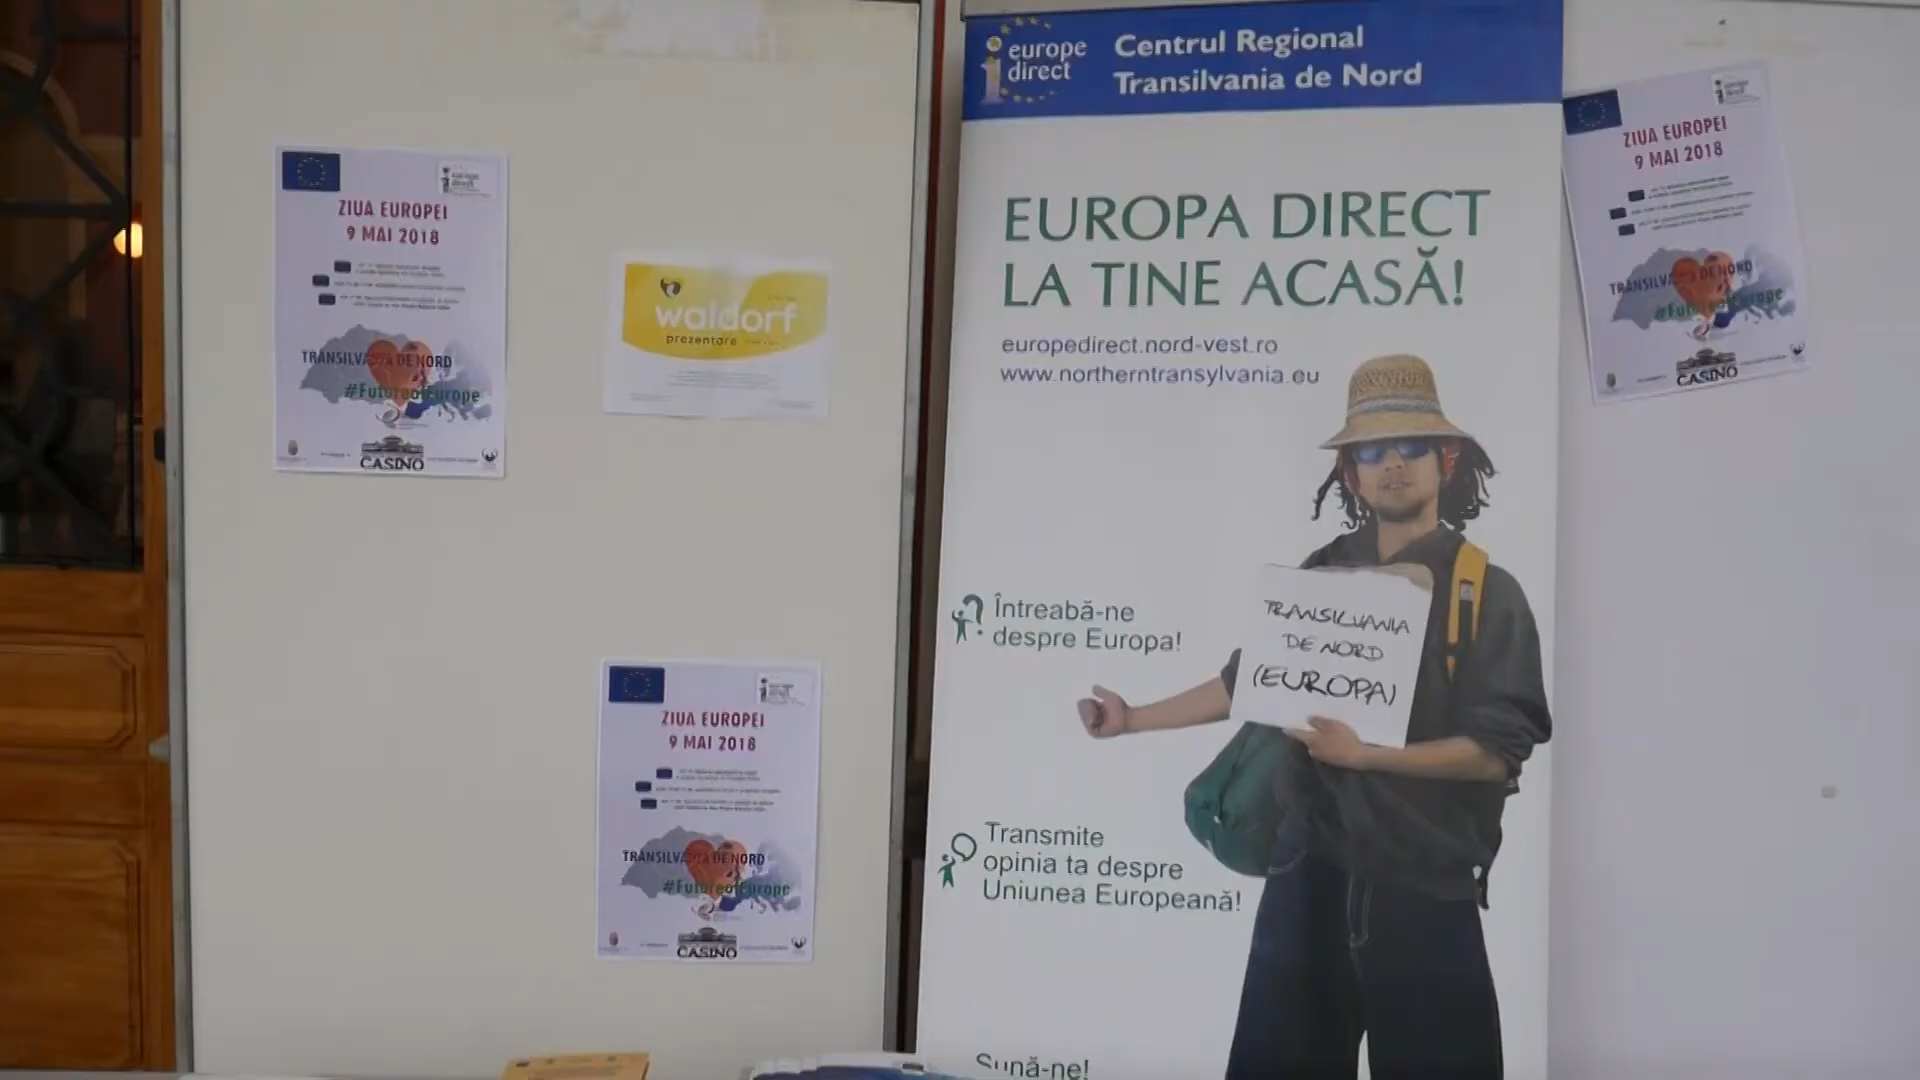 ZIUA EUROPEI
9 MAI 2018
TRANSILVANIA DE NORD
#FutureofEurope
CASINO
waldorf
prezentare
ZIUA EUROPEI
9 MAI 2018
TRANSILVANIA DE NORD
#FutureofEurope
CASINO
europe
direct
Centrul Regional
Transilvania de Nord
EUROPA DIRECT
LA TINE ACASĂ!
europedirect.nord-vest.ro
www.northerntransylvania.eu
Întreabă-ne
despre Europa!
TRANSILVANIA
DE NORD
(EUROPA)
Transmite
opinia ta despre
Uniunea Europeană!
Sună-ne!
ZIUA EUROPEI
9 MAI 2018
TRANSILVANIA DE NORD
#FutureofEurope
CASINO